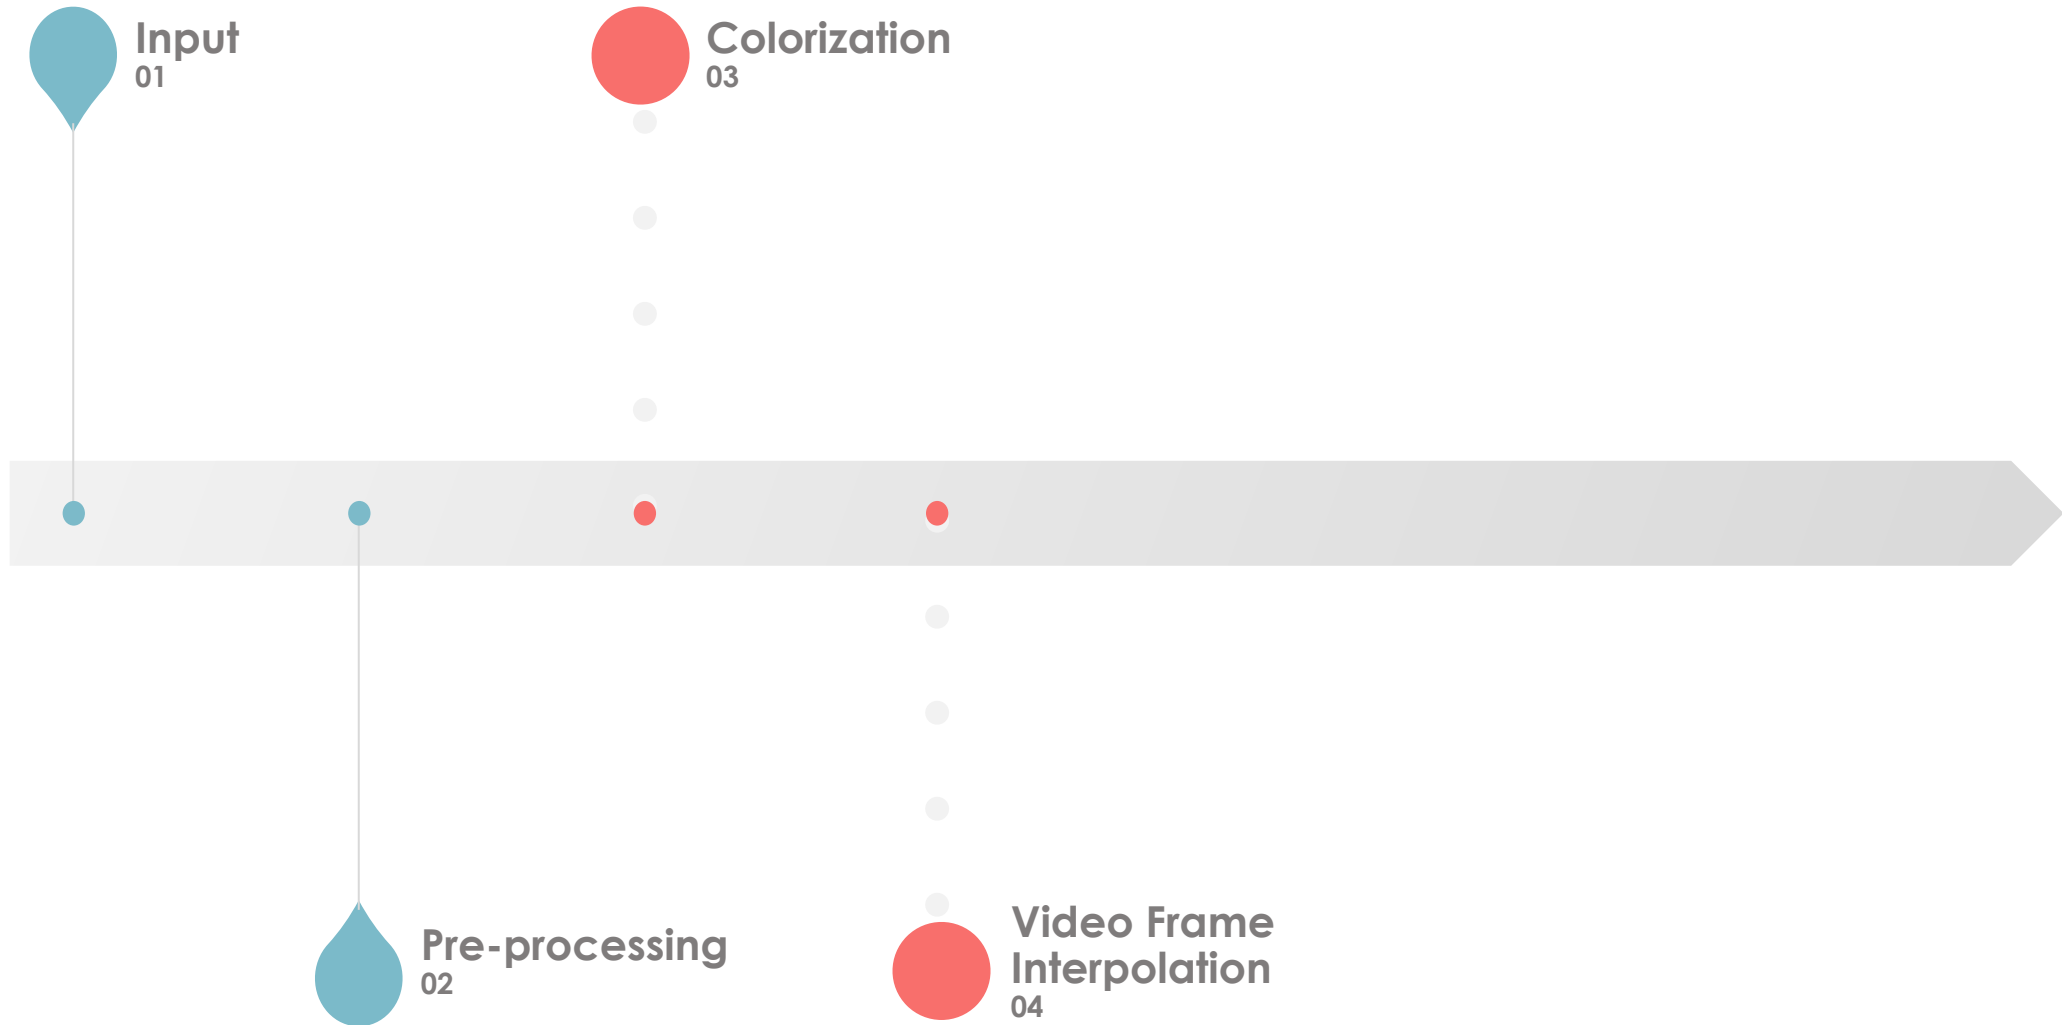 Input
01
Colorization
03
Pre-processing
02
Video Frame
Interpolation
04